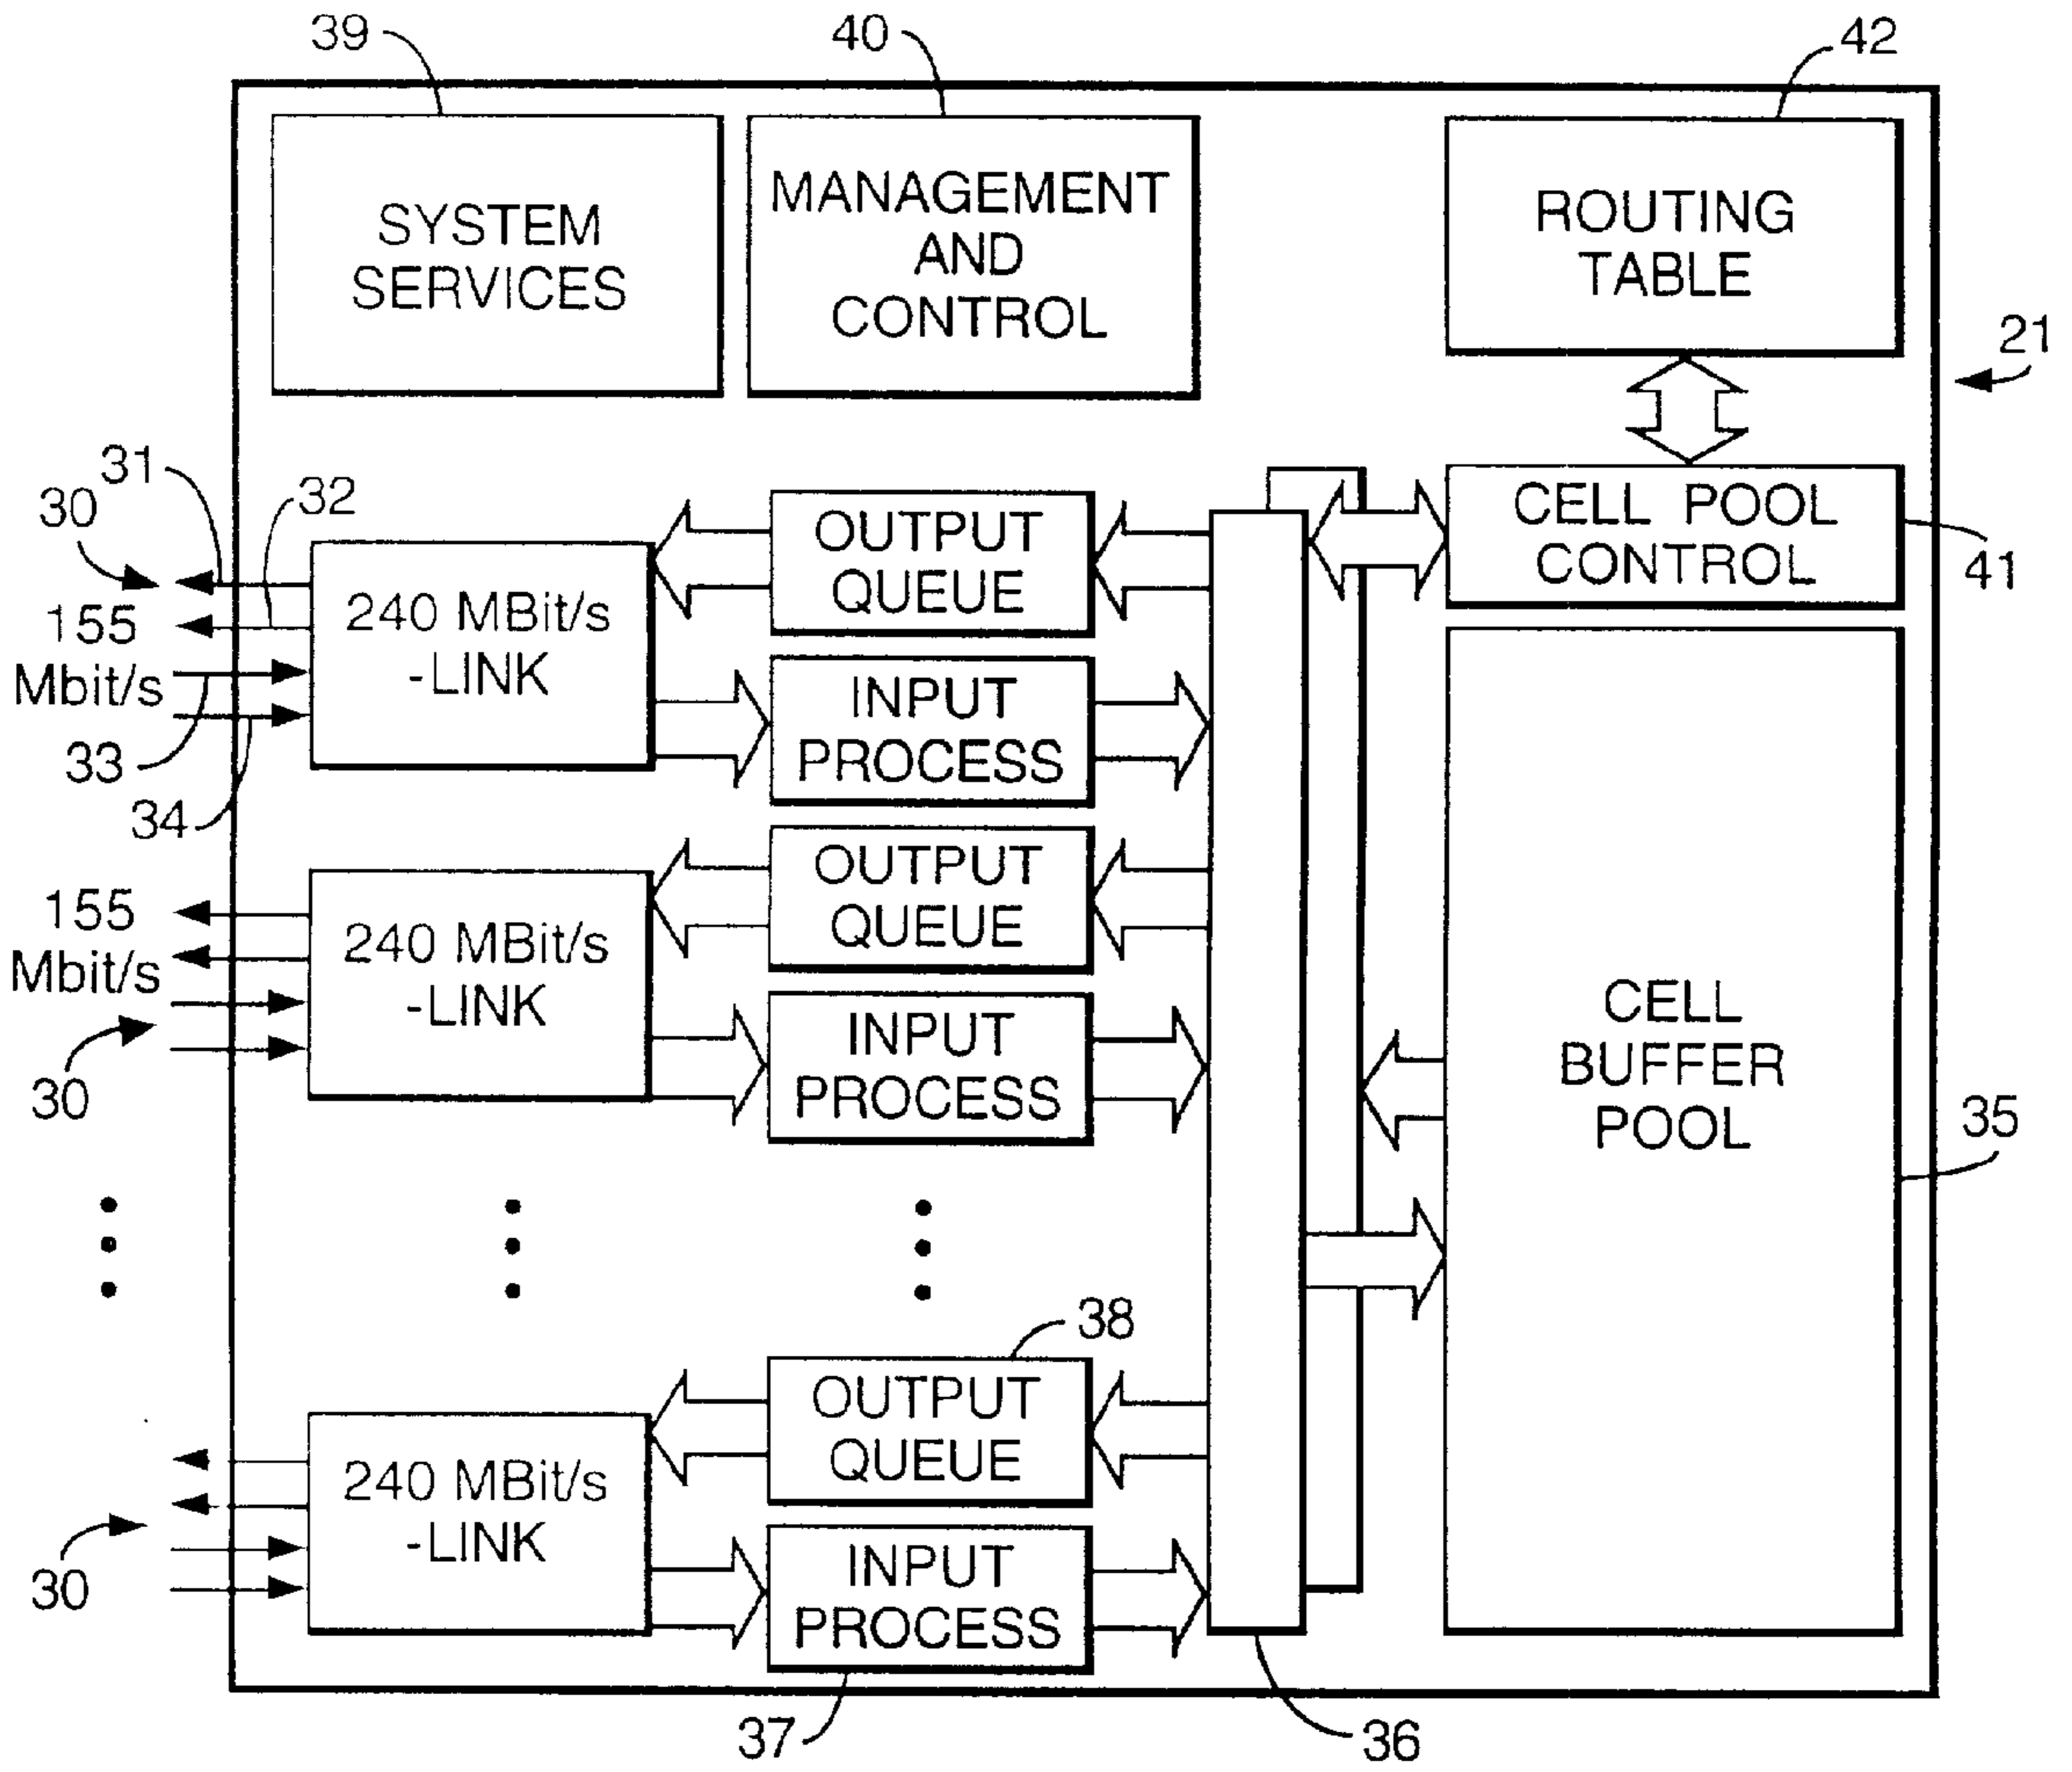 39
40
42
SYSTEM
SERVICES
MANAGEMENT
AND
CONTROL
ROUTING
TABLE
21
31
30
32
155
Mbit/s
33
34
240 MBit/s
-LINK
OUTPUT
QUEUE
INPUT
PROCESS
CELL POOL
CONTROL
41
155
Mbit/s
30
240 MBit/s
-LINK
OUTPUT
QUEUE
INPUT
PROCESS
CELL
BUFFER
POOL
35
38
30
240 MBit/s
-LINK
OUTPUT
QUEUE
INPUT
PROCESS
37
36